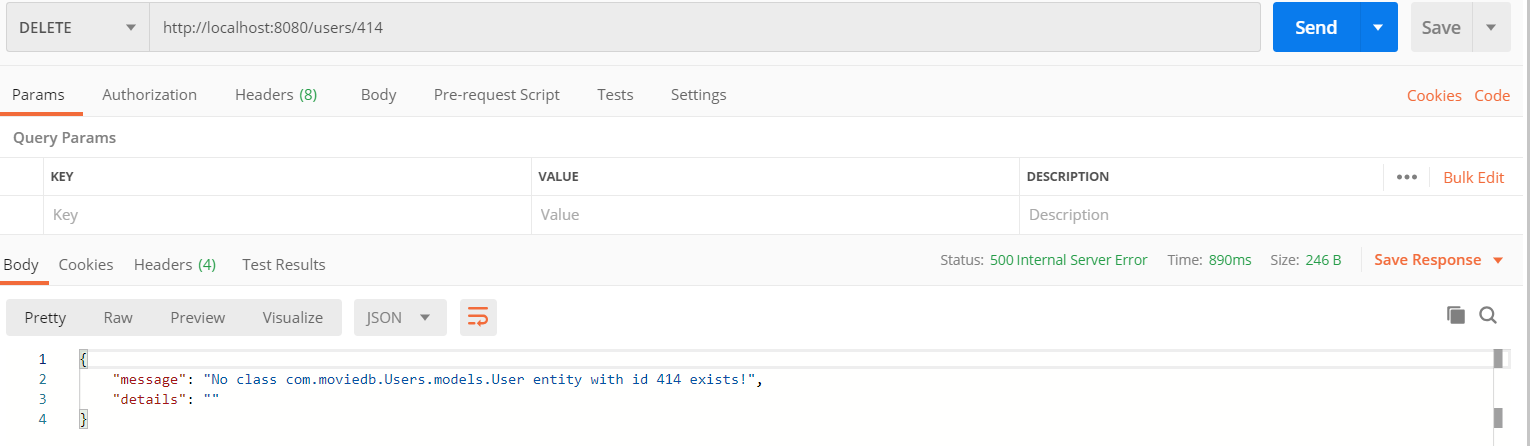 DELETE http://localhost:8080/users/414 Send Save
Params Authorization Headers (8) Body Pre-request Script Tests Settings Cookies Code
Query Params
KEY VALUE DESCRIPTION ••• Bulk Edit
Key Value Description
Body Cookies Headers (4) Test Results Status: 500 Internal Server Error Time: 890ms Size: 246 B Save Response
Pretty Raw Preview Visualize JSON
1 {
2 "message": "No class com.moviedb.Users.models.User entity with id 414 exists!",
3 "details": ""
4 }